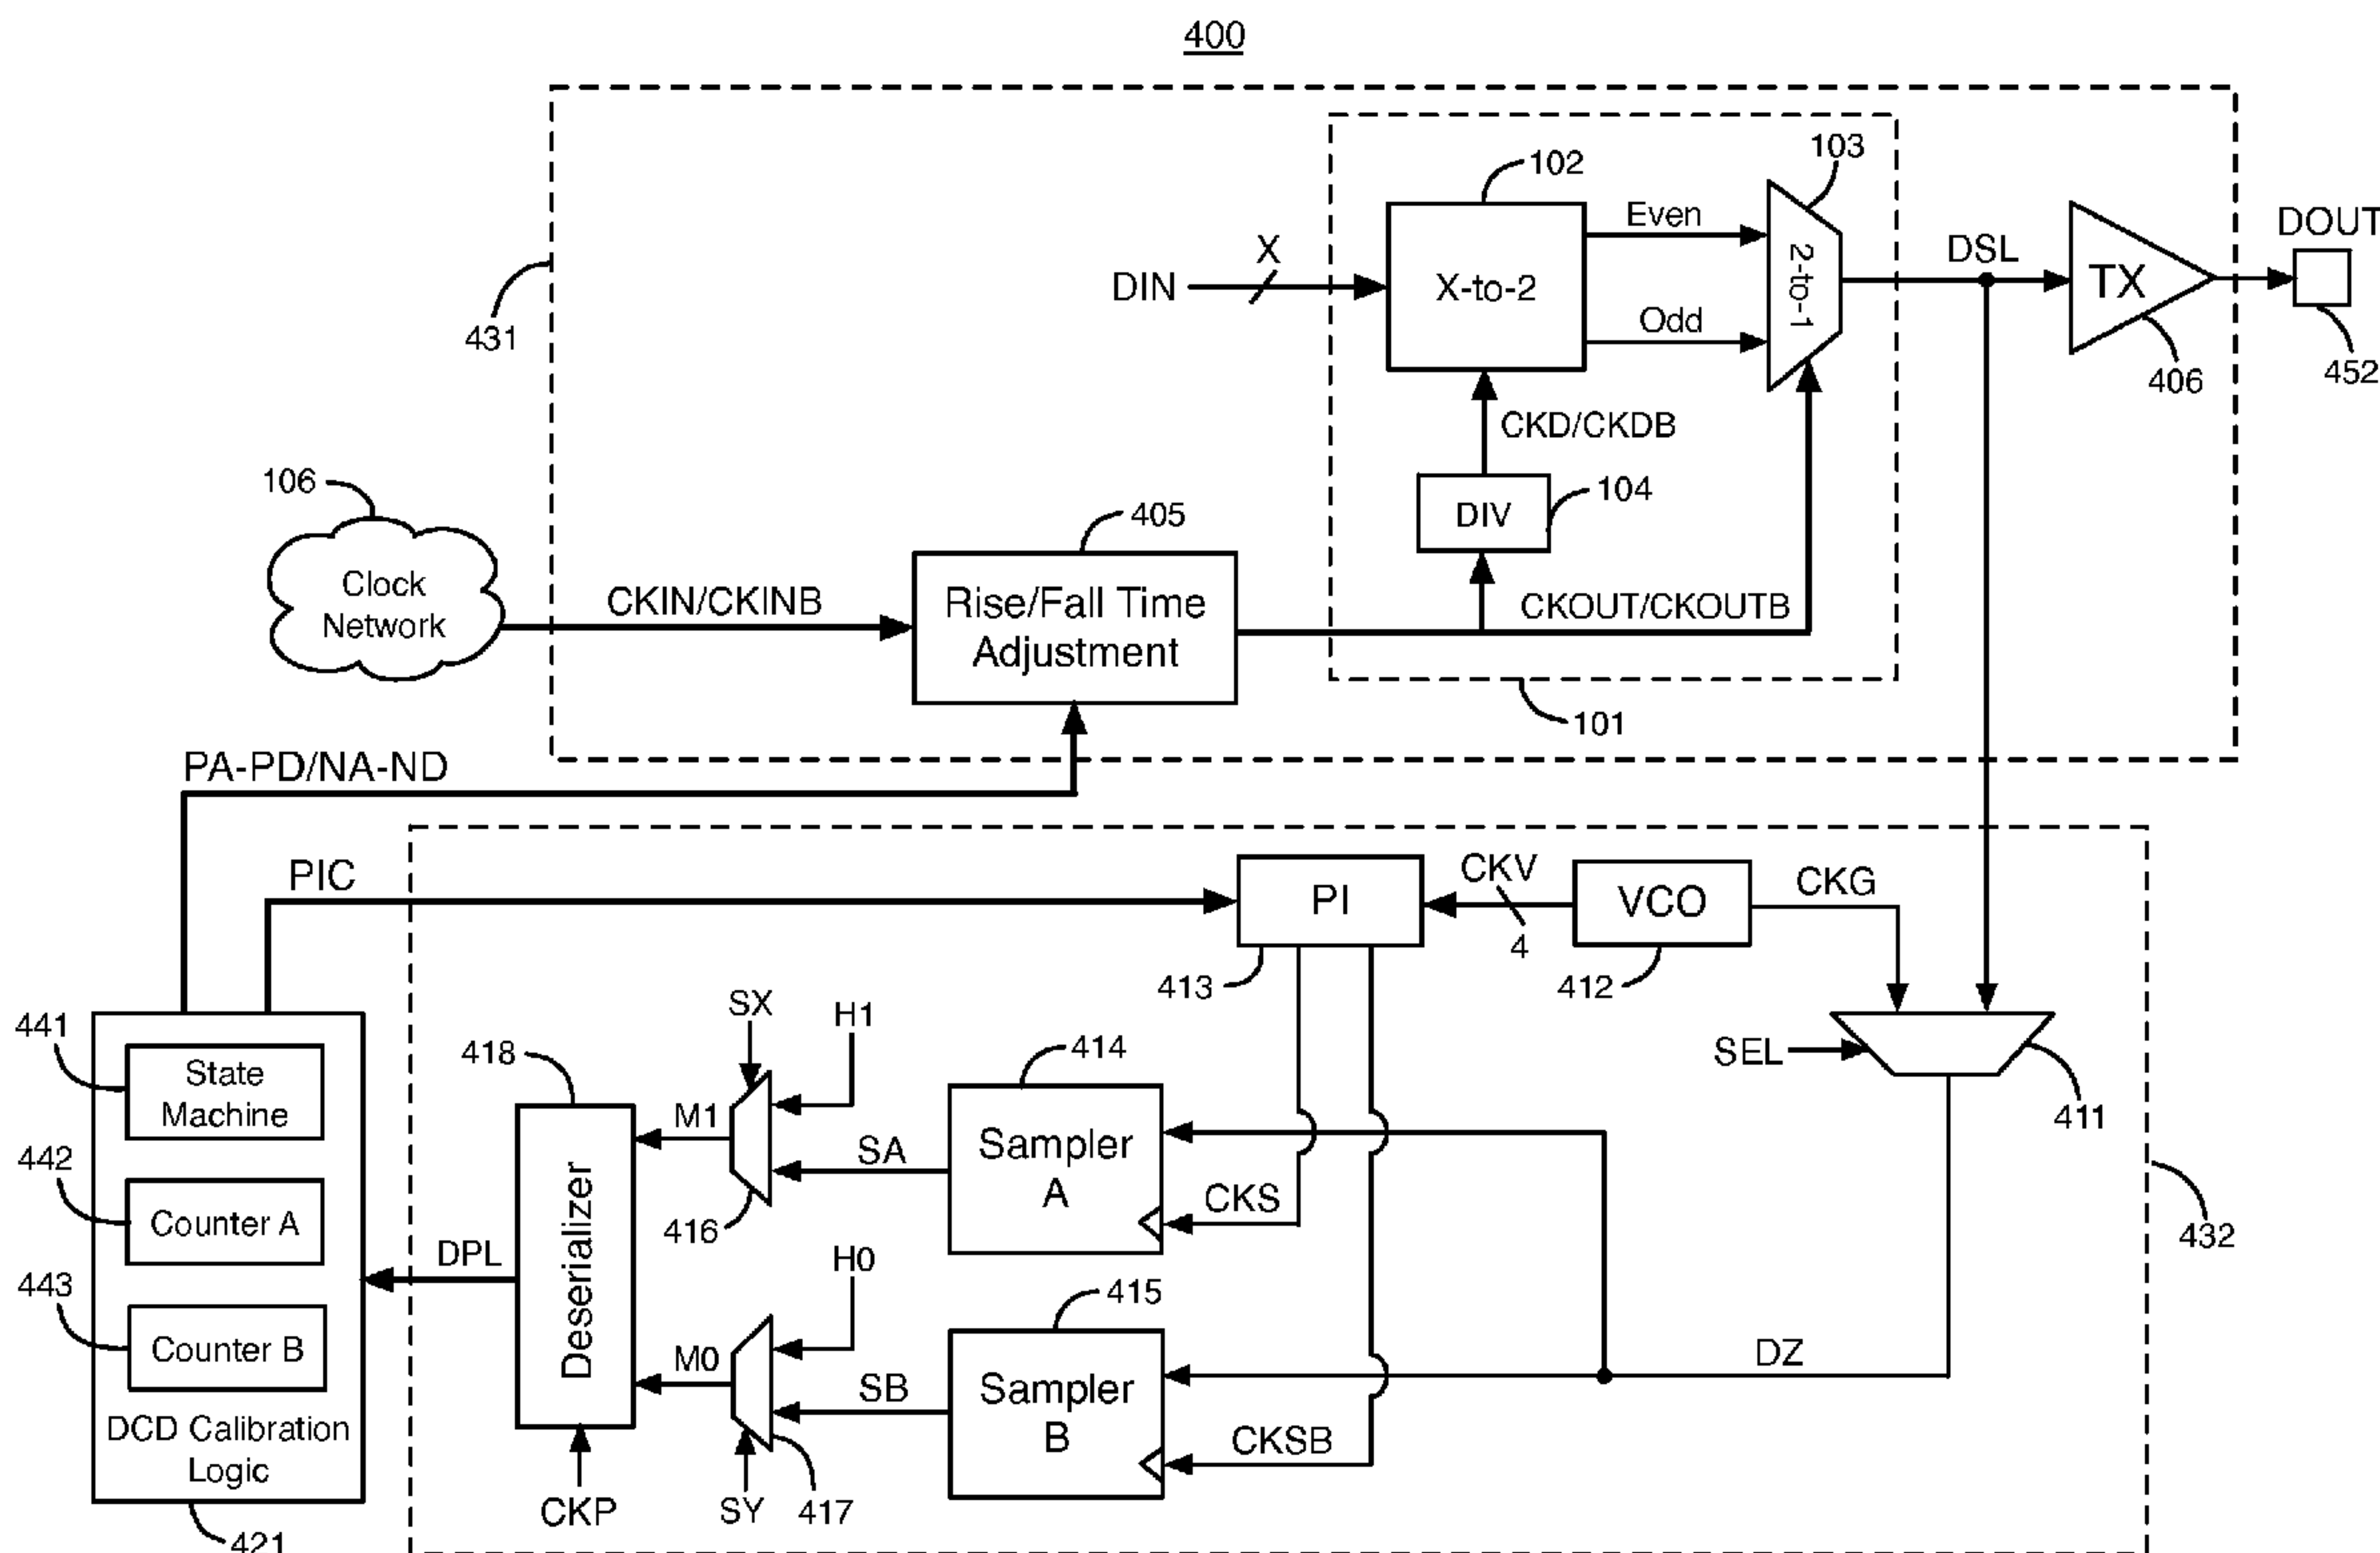 400
103
102
Even
X
DIN
X-to-2
2-to-1
Odd
DSL
TX
DOUT
431
406
452
CKD/CKDB
106
104
DIV
405
Clock
Network
CKIN/CKINB
Rise/Fall Time
Adjustment
CKOUT/CKOUTB
101
PA-PD/NA-ND
PIC
PI
CKV
4
VCO
CKG
413
412
SX
H1
441
State
Machine
418
414
SEL
411
M1
SA
Sampler
A
CKS
416
442
Counter A
432
DPL
Deserializer
H0
443
Counter B
415
M0
SB
Sampler
B
DZ
CKSB
DCD Calibration
Logic
CKP
SY
417
421